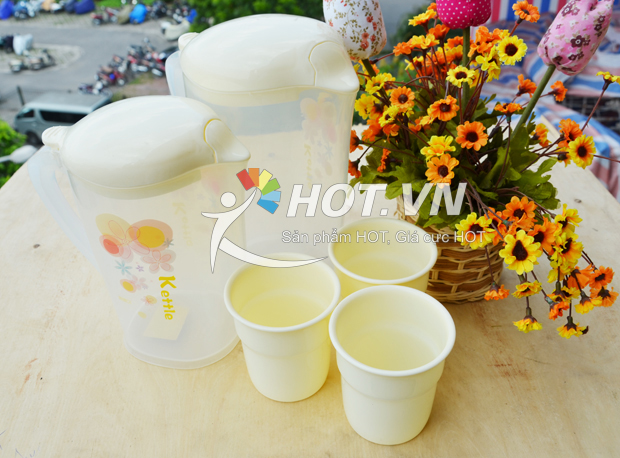 HOT.VN
Sản phẩm HOT, Giá cực HOT
Kettle